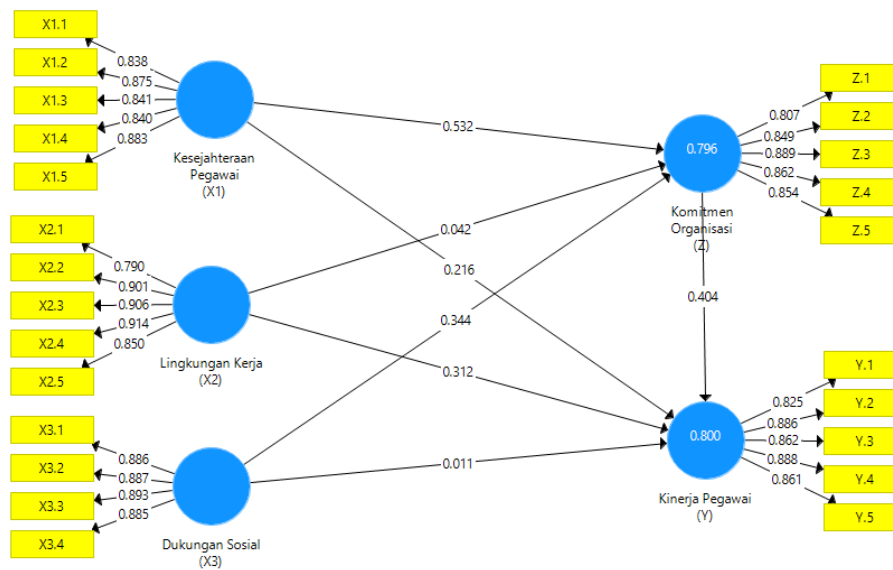 X1.1
X1.2
X1.3
X1.4
X1.5
0.838
0.875
0.841
0.840
0.883
Kesejahteraan
Pegawai
(X1)
X2.1
X2.2
X2.3
X2.4
X2.5
0.790
0.901
0.906
0.914
0.850
Lingkungan Kerja
(X2)
X3.1
X3.2
X3.3
X3.4
0.886
0.887
0.893
0.885
Dukungan Sosial
(X3)
0.532
0.042
0.216
0.344
0.312
0.011
0.796
Komitmen
Organisasi
(Z)
0.404
0.800
Kinerja Pegawai
(Y)
0.807
0.849
0.889
0.862
0.854
Z.1
Z.2
Z.3
Z.4
Z.5
0.825
0.886
0.862
0.888
0.861
Y.1
Y.2
Y.3
Y.4
Y.5